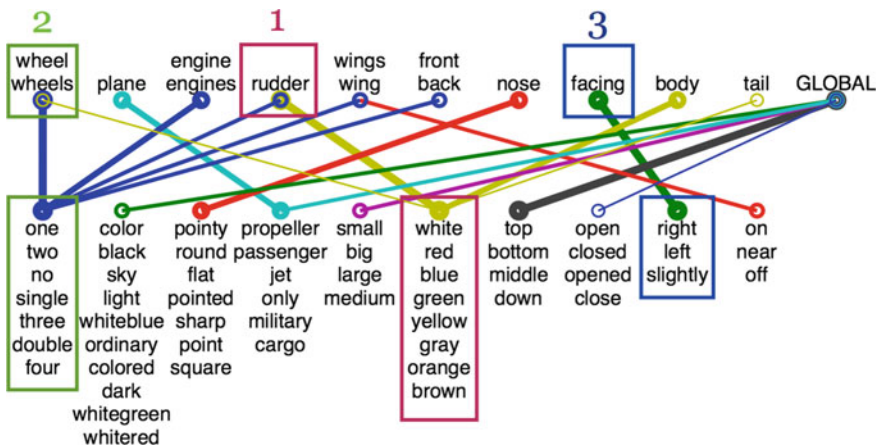 2 1 3
wheel
wheels
plane
engine
engines
rudder
wings
wing
front
back
nose
facing
body
tail
GLOBAL
one
two
no
single
three
double
four
color
black
sky
light
whiteblue
ordinary
colored
dark
whitegreen
whitered
pointy
round
flat
pointed
sharp
point
square
propeller
passenger
jet
only
military
cargo
small
big
large
medium
white
red
blue
green
yellow
gray
orange
brown
top
bottom
middle
down
open
closed
opened
close
right
left
slightly
on
near
off